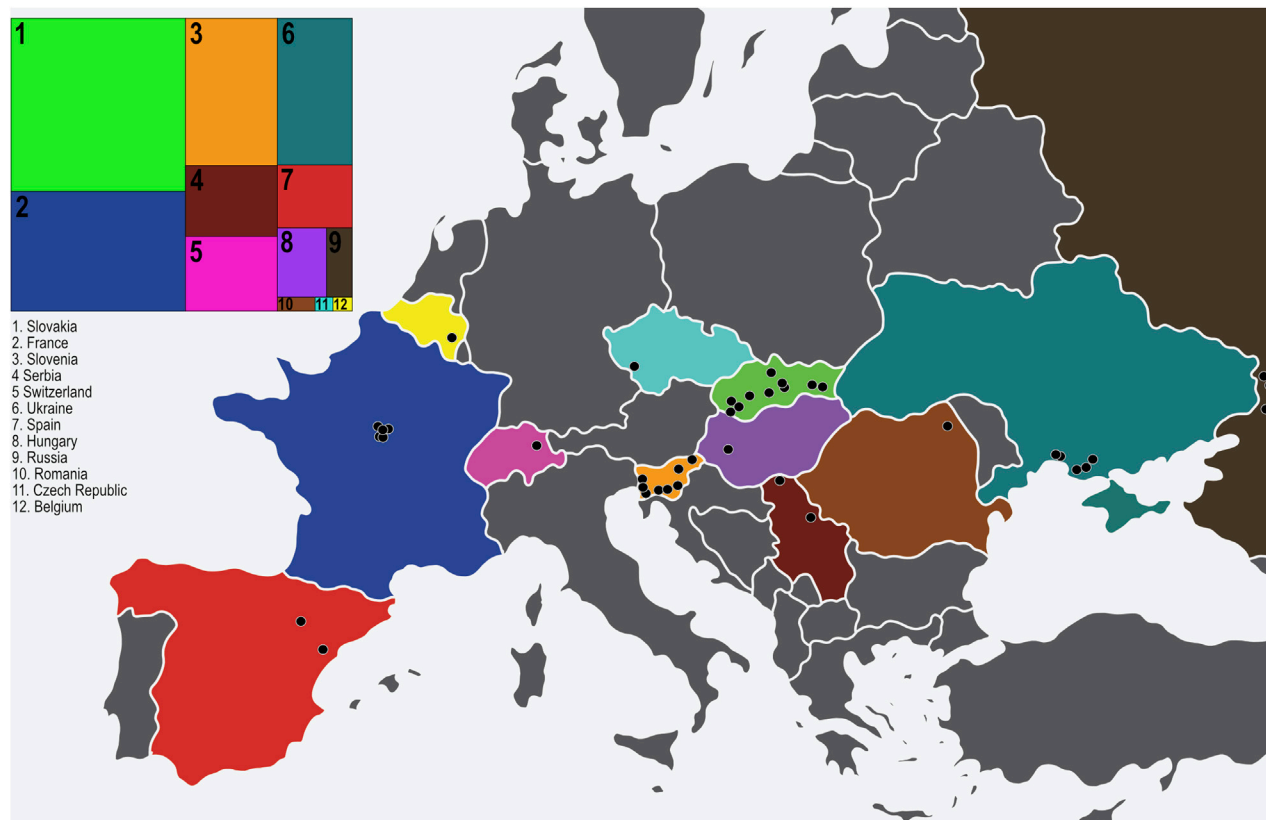 1
3
6
2
4
7
5
8
9
10
11
12
1. Slovakia
2. France
3. Slovenia
4 Serbia
5 Switzerland
6. Ukraine
7. Spain
8. Hungary
9. Russia
10. Romania
11. Czech Republic
12. Belgium